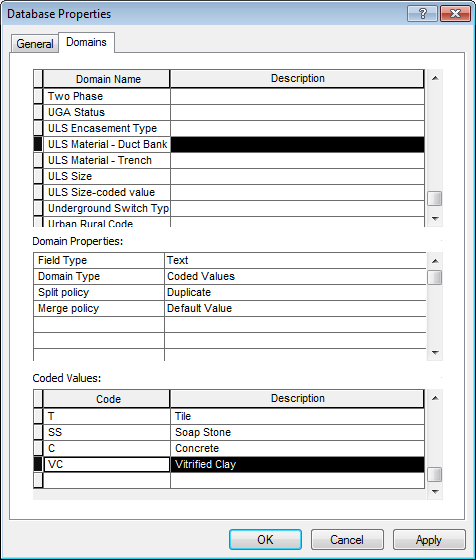 Database Properties
General Domains
Domain Name Description
Two Phase
UGA Status
ULS Encasement Type
ULS Material - Duct Bank
ULS Material - Trench
ULS Size
ULS Size-coded value
Underground Switch Typ
Urban Rural Code
Domain Properties:
Field Type Text
Domain Type Coded Values
Split policy Duplicate
Merge policy Default Value
Coded Values:
Code Description
T Tile
SS Soap Stone
C Concrete
VC Vitrified Clay
OK Cancel Apply